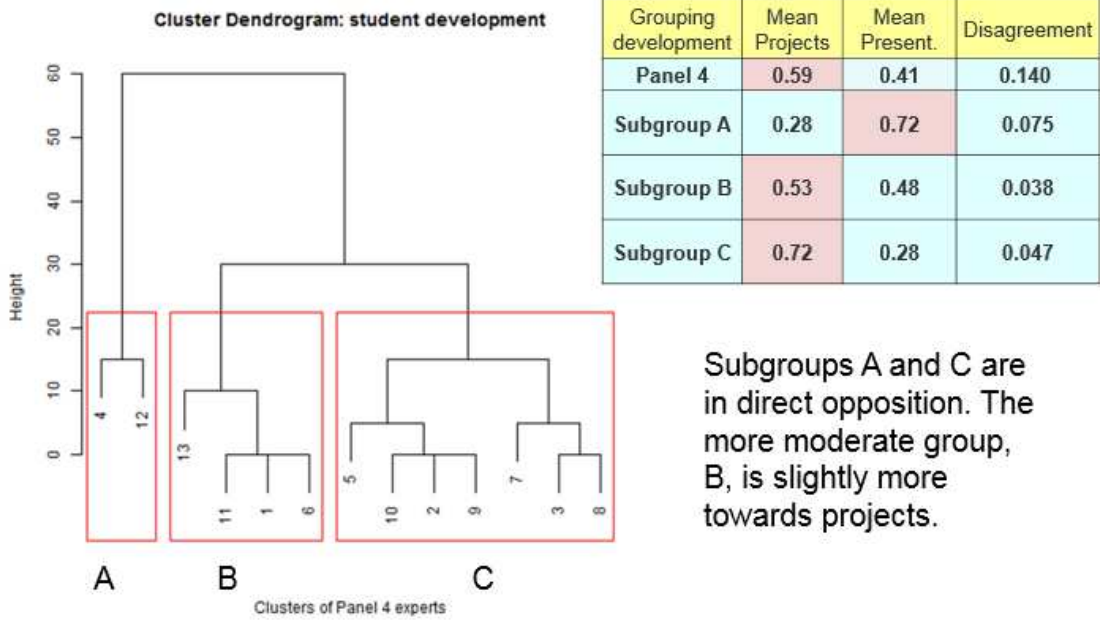 Cluster Dendrogram: student development
Height
60
50
40
30
20
10
0
4
12
13
11
1
6
5
10
2
9
7
3
8
A
B
C
Clusters of Panel 4 experts
Grouping development Mean Projects Mean Present. Disagreement
Panel 4 0.59 0.41 0.140
Subgroup A 0.28 0.72 0.075
Subgroup B 0.53 0.48 0.038
Subgroup C 0.72 0.28 0.047
Subgroups A and C are
in direct opposition. The
more moderate group,
B, is slightly more
towards projects.